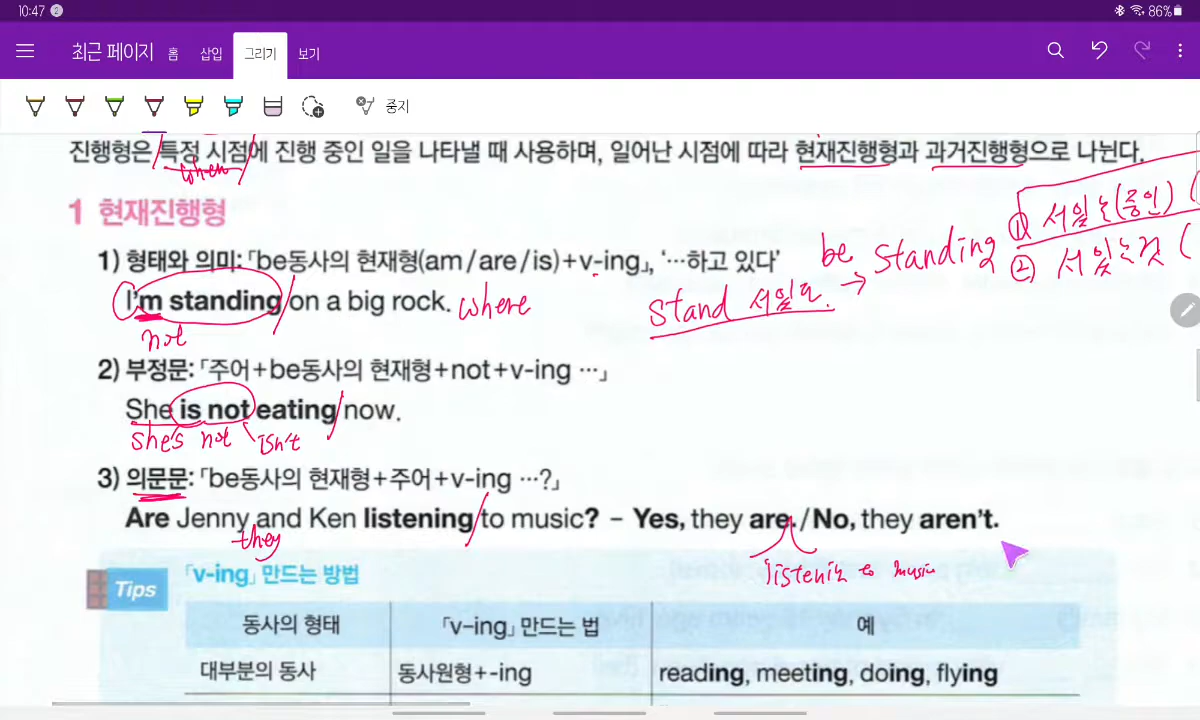 10:47 2 86%
최근 페이지 홈 삽입 그리기 보기
중지
진행형은 특정 시점에 진행 중인 일을 나타낼 때 사용하며, 일어난 시점에 따라 현재진행형과 과거진행형으로 나뉜다.
when
1 현재진행형
① 서있는(중인) (
② 서있는것 (
1) 형태와 의미: 「be동사의 현재형(am / are / is)+v-ing」, '…하고 있다'
be standing
I'm standing on a big rock. where
stand 서있다. →
not
2) 부정문: 「주어+be동사의 현재형+not+v-ing …」
She is not eating now.
she's not isn't
3) 의문문: 「be동사의 현재형+주어+v-ing …?」
Are Jenny and Ken listening to music? – Yes, they are. / No, they aren't.
they
to music
Tips 「v-ing」 만드는 방법
동사의 형태 「v–ing」 만드는 법 예
대부분의 동사 동사원형+-ing reading, meeting, doing, flying